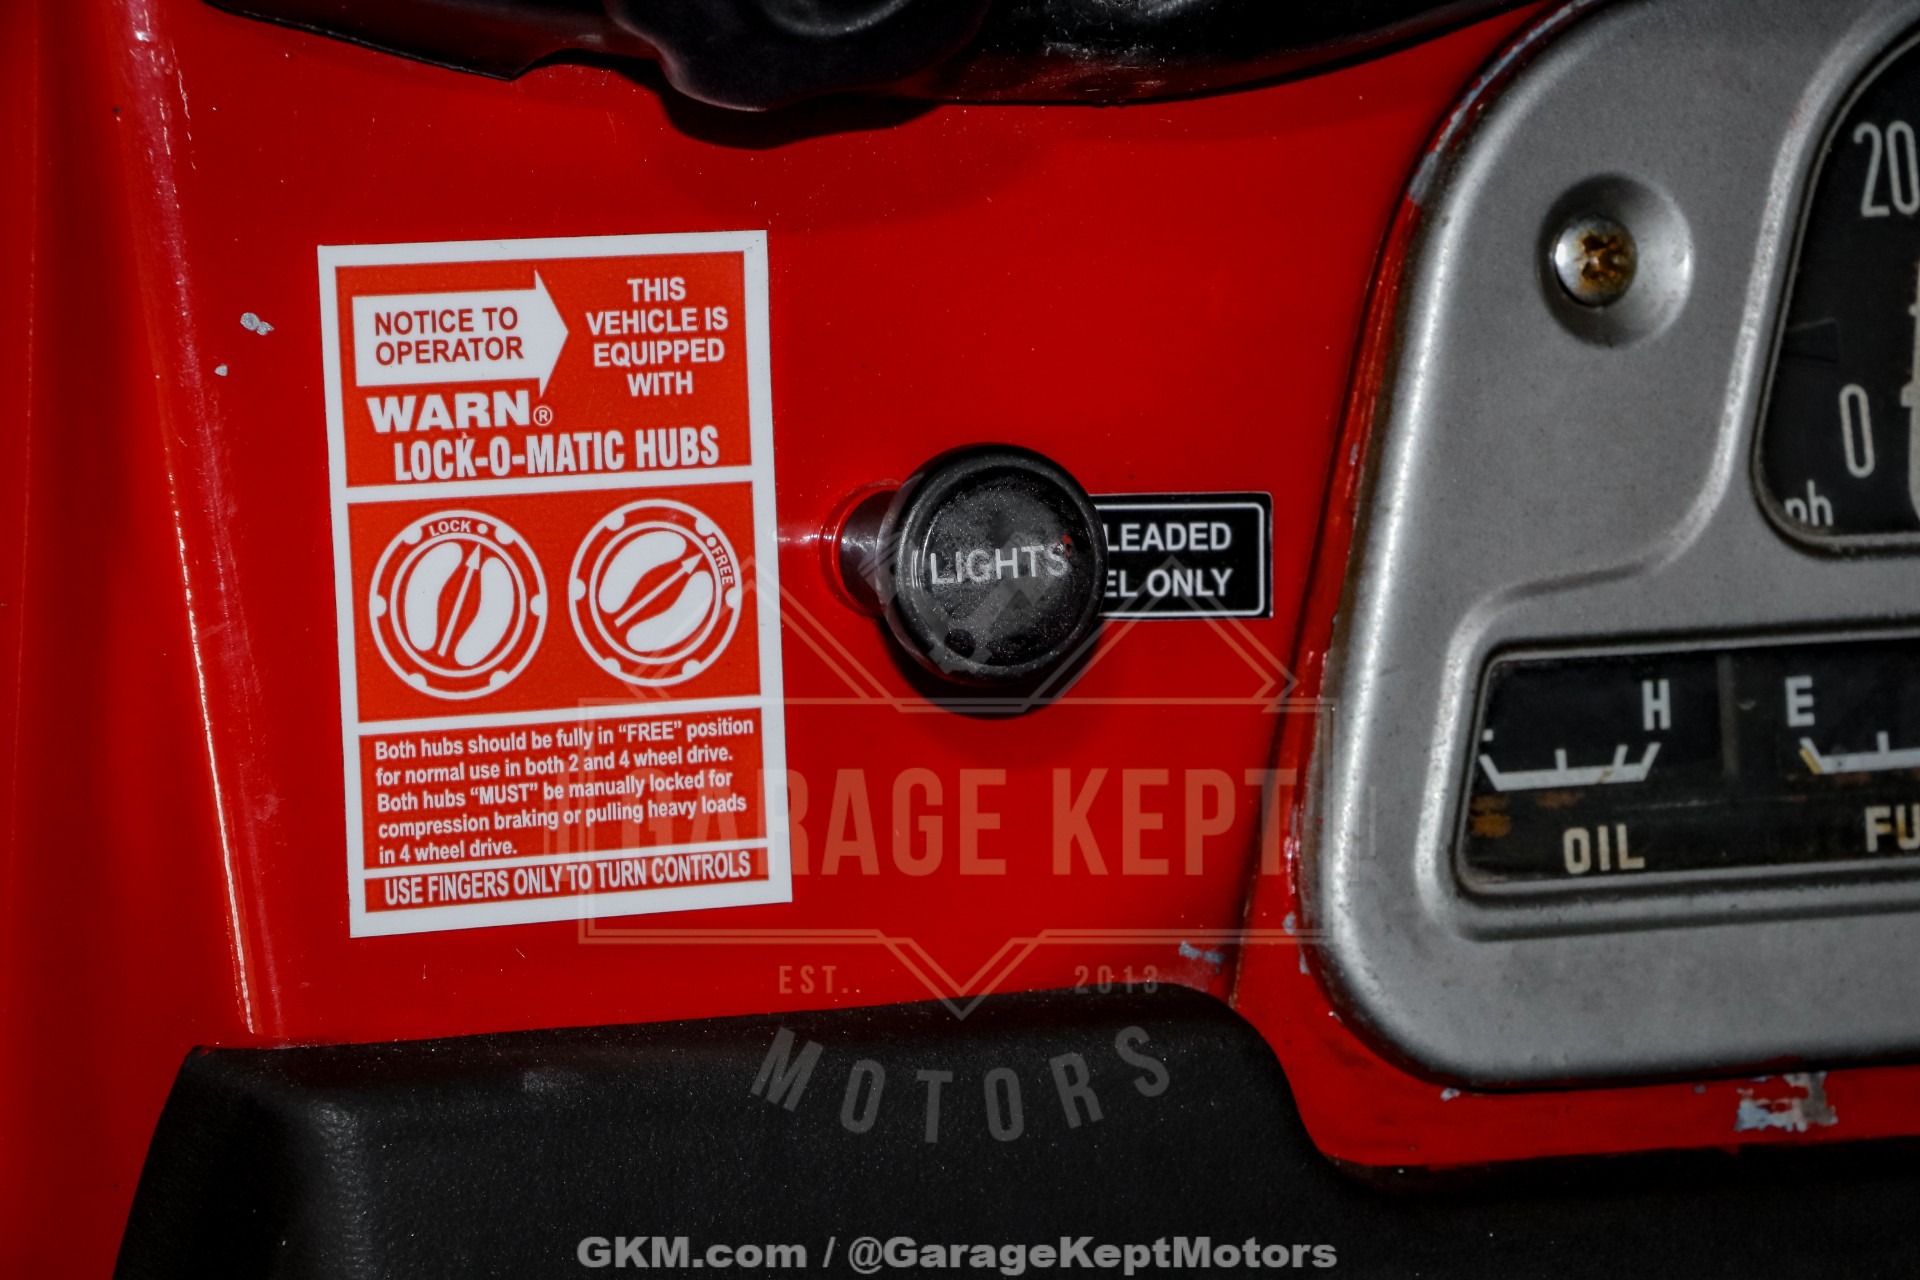 NOTICE TO
OPERATOR
THIS
VEHICLE IS
EQUIPPED
WITH
WARN®
LOCK-O-MATIC HUBS
LOCK
FREE
Both hubs should be fully in “FREE” position
for normal use in both 2 and 4 wheel drive.
Both hubs “MUST” be manually locked for
compression braking or pulling heavy loads
in 4 wheel drive.
USE FINGERS ONLY TO TURN CONTROLS
LIGHTS
LEADED
EL ONLY
20
0
ph
H
E
OIL
FU
GARAGE KEPT
EST. 2013
MOTORS
GKM.com / @GarageKeptMotors